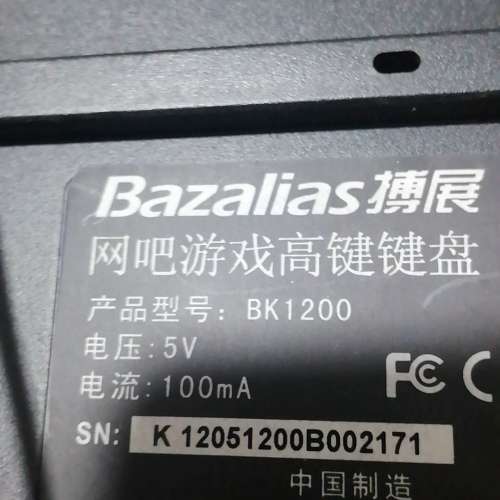 Bazalias搏展
网吧游戏高键键盘
产品型号：BK1200
电压:5V
电流:100mA
FC C
SN: K 12051200B002171
中国制造